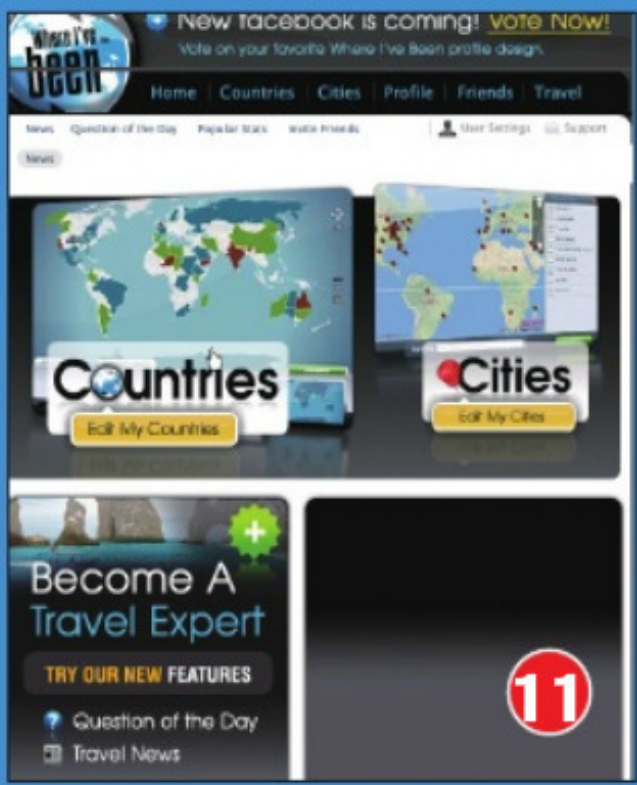 Where I've
been
New facebook is coming! Vote Now!
Vote on your favorite Where I've Been profile design.
Home Countries Cities Profile Friends Travel
News Question of the Day Popular Stats Invite Friends User Settings Support
News
Countries
Edit My Countries
Cities
Edit My Cities
Become A
Travel Expert
TRY OUR NEW FEATURES
Question of the Day
Travel News
11